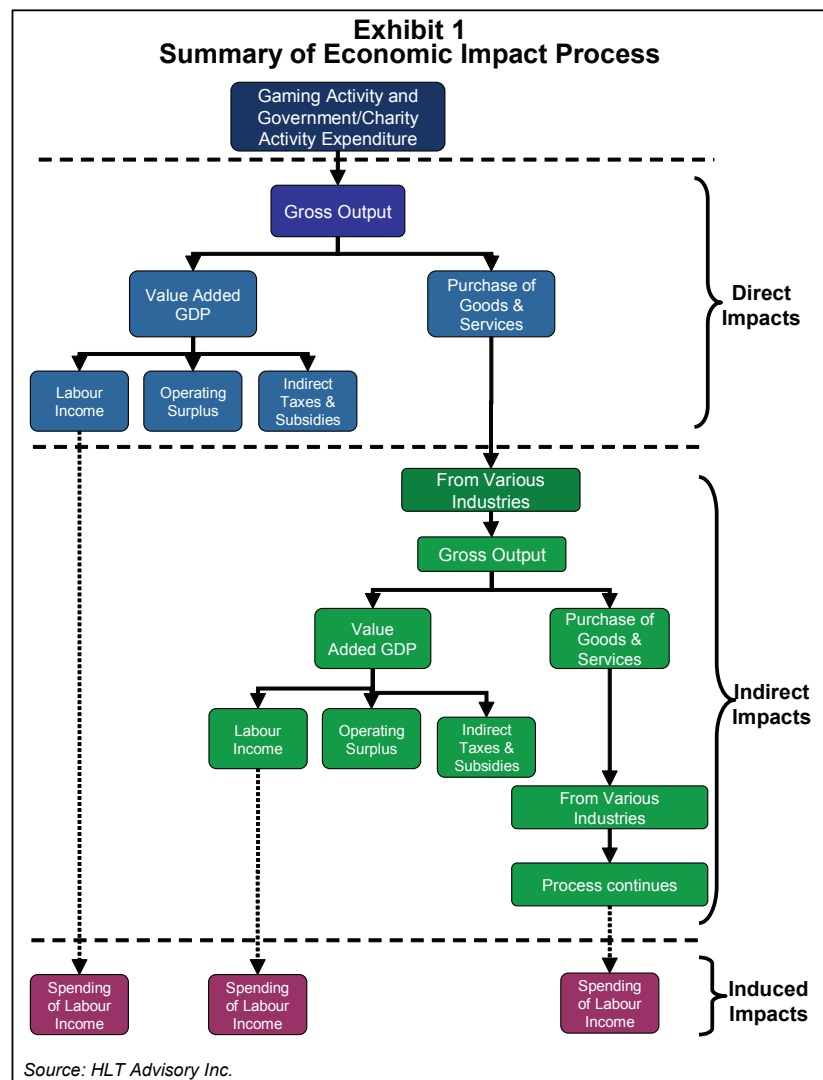 Exhibit 1
Summary of Economic Impact Process
Gaming Activity and
Government/Charity
Activity Expenditure
Gross Output
Value Added
GDP
Purchase of
Goods &
Services
Direct
Impacts
Labour
Income
Operating
Surplus
Indirect
Taxes &
Subsidies
From Various
Industries
Gross Output
Value
Added GDP
Purchase of
Goods &
Services
Indirect
Impacts
Labour
Income
Operating
Surplus
Indirect
Taxes &
Subsidies
From Various
Industries
Process continues
Spending
of Labour
Income
Spending
of Labour
Income
Spending
of Labour
Income
Induced
Impacts
Source: HLT Advisory Inc.